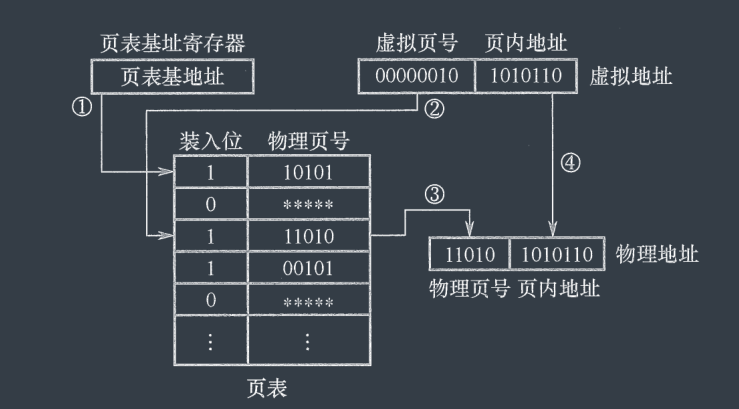 页表基址寄存器 虚拟页号 页内地址
页表基地址 00000010 1010110 虚拟地址
① ②
装入位 物理页号
④
1 10101
③
0 *****
1 11010
11010 1010110 物理地址
1 00101
物理页号 页内地址
0 *****
⋮ ⋮
页表